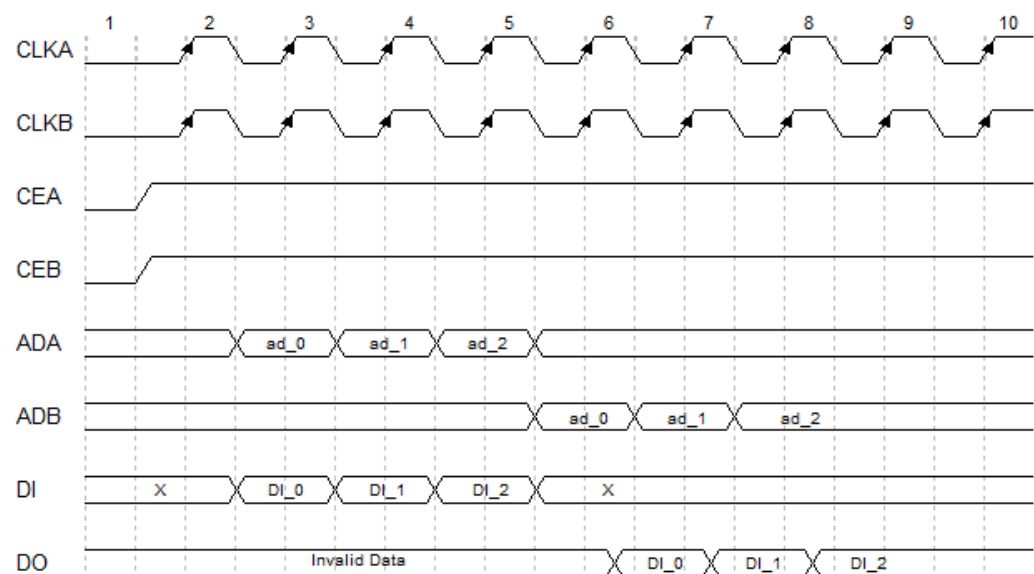 1 2 3 4 5 6 7 8 9 10
CLKA
CLKB
CEA
CEB
ADA ad_0 ad_1 ad_2
ADB ad_0 ad_1 ad_2
DI X DI_0 DI_1 DI_2 X
DO Invalid Data DI_0 DI_1 DI_2